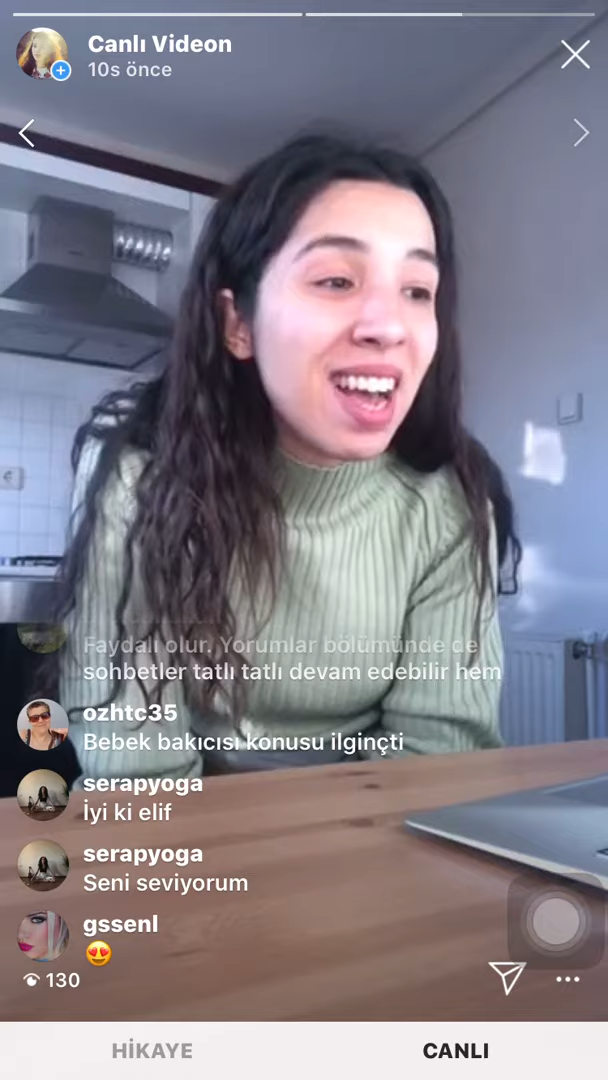 Canlı Videon
10s önce
Faydalı olur. Yorumlar bölümünde de
sohbetler tatlı tatlı devam edebilir hem
ozhtc35
Bebek bakıcısı konusu ilginçti
serapyoga
İyi ki elif
serapyoga
Seni seviyorum
gssenl
😍
130
HİKAYE
CANLI